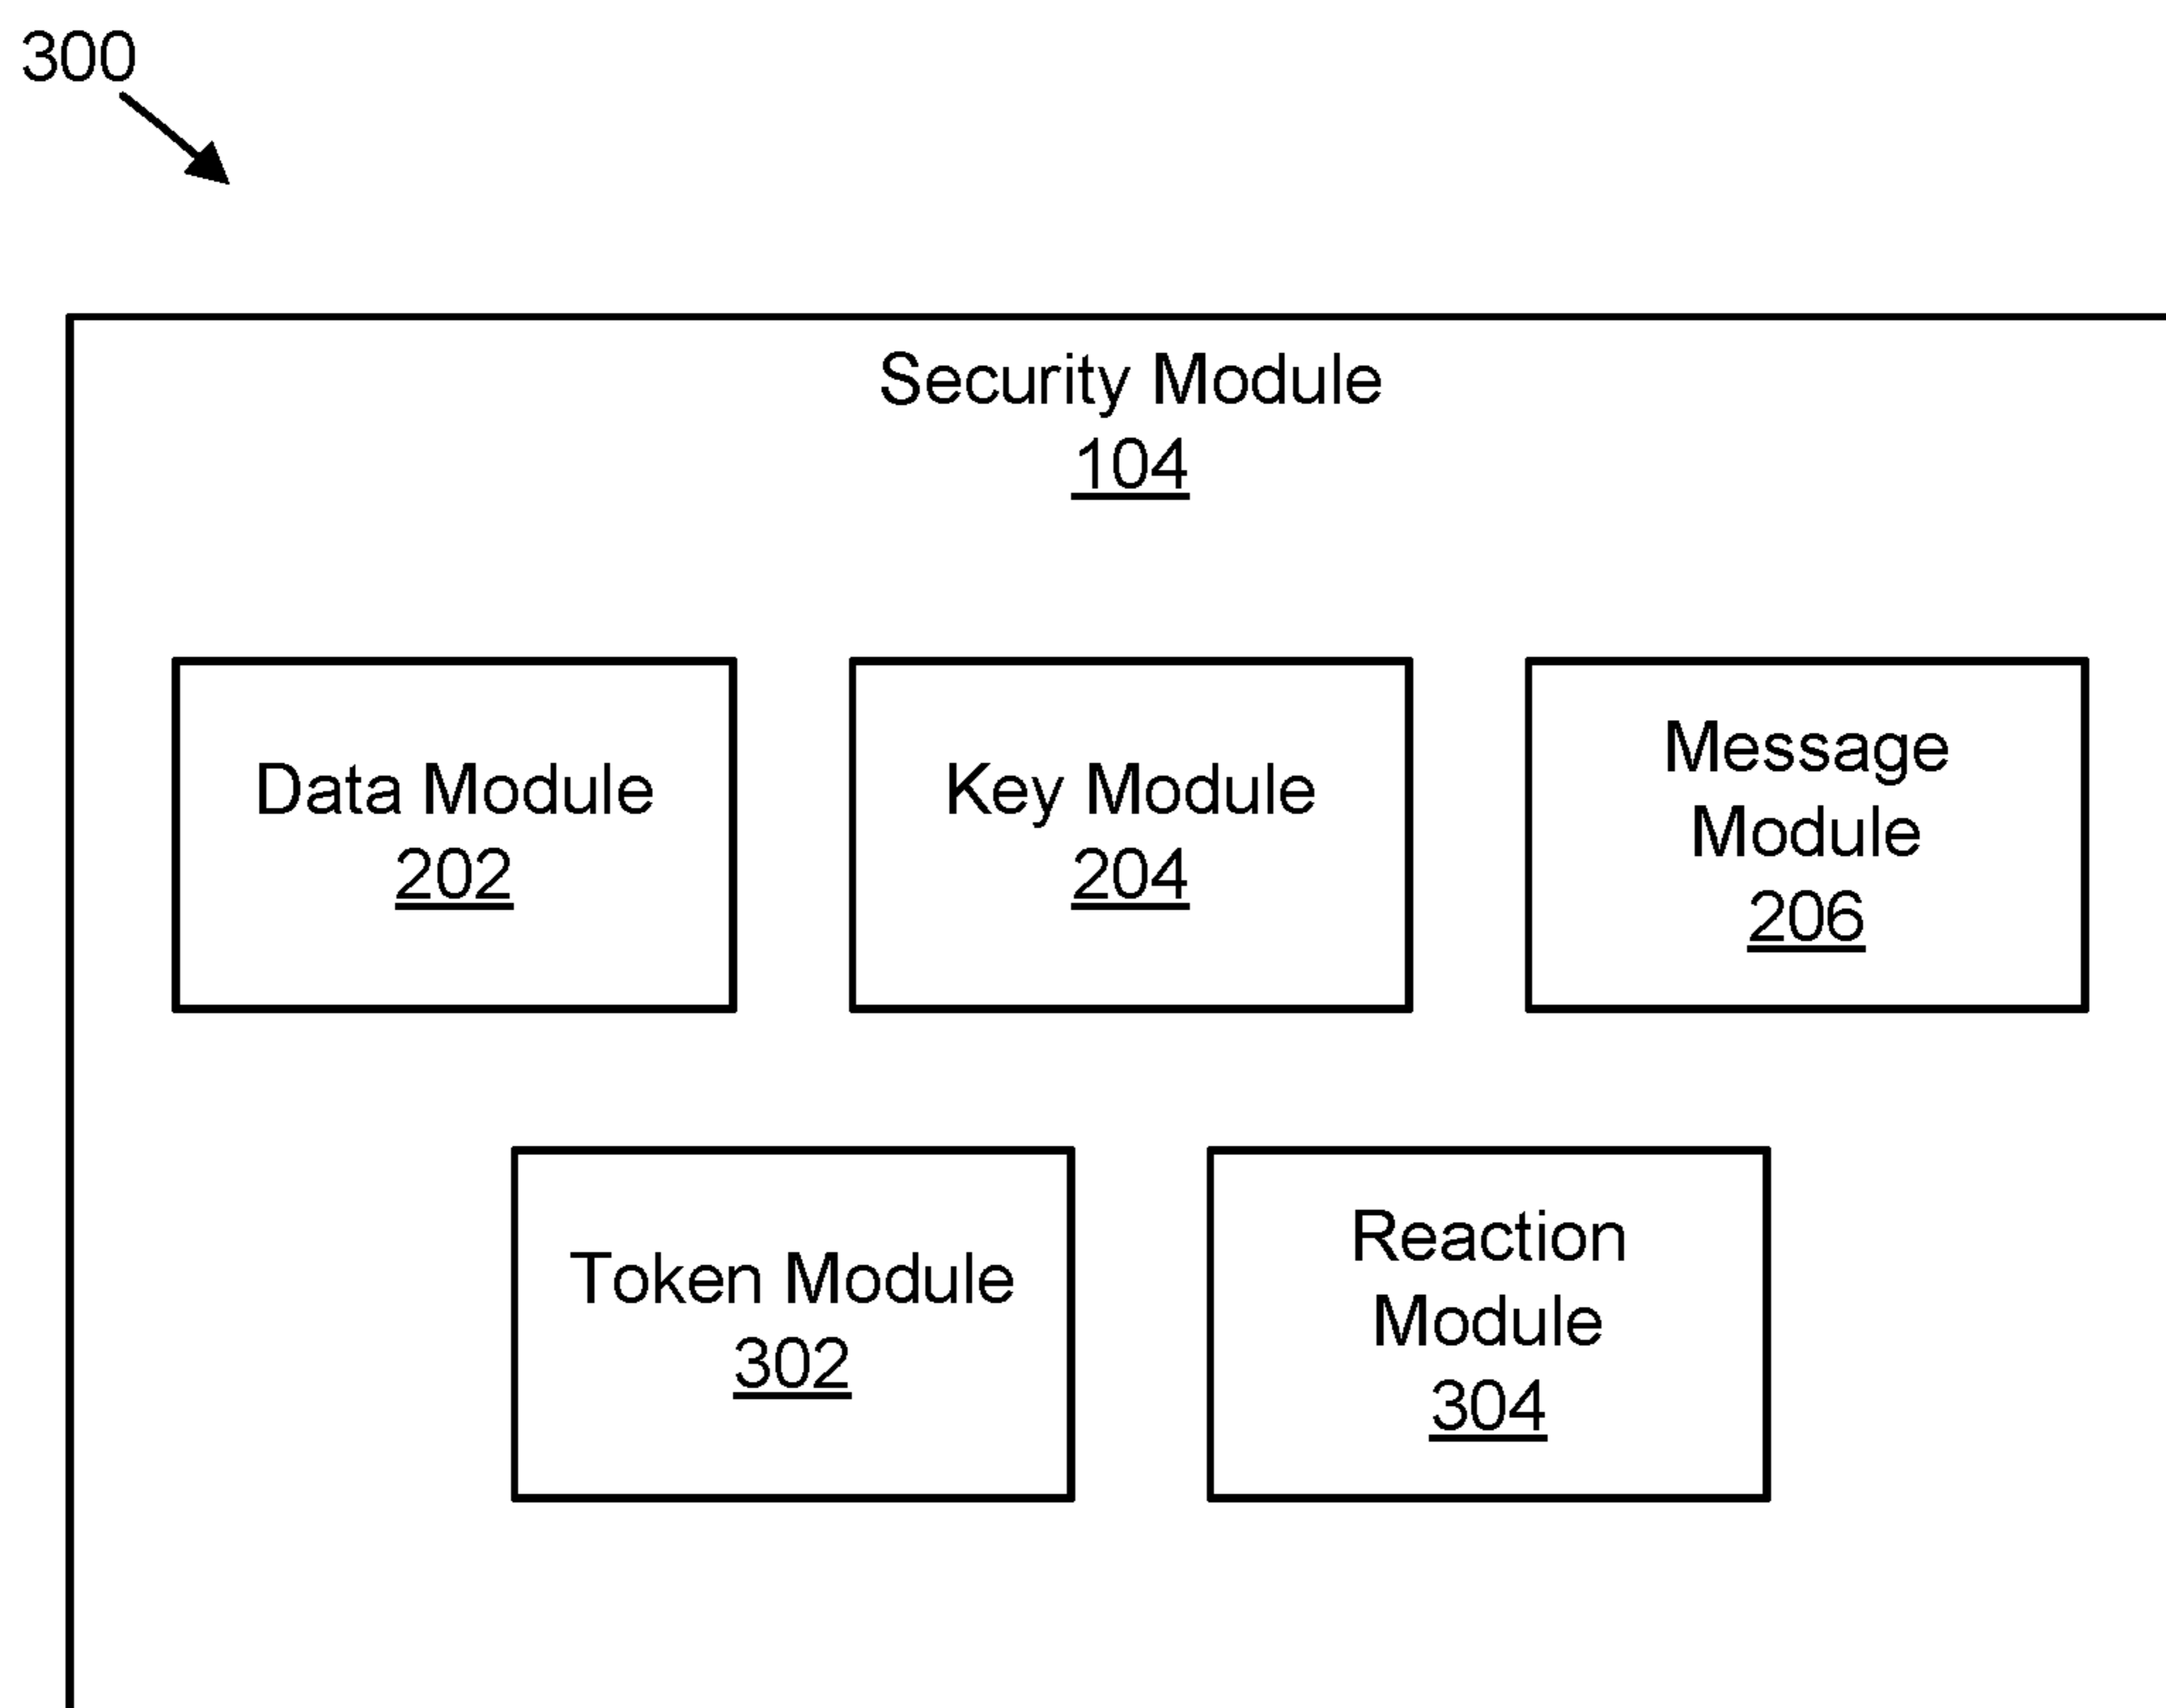 300
Security Module
104
Data Module
202
Key Module
204
Message
Module
206
Token Module
302
Reaction
Module
304